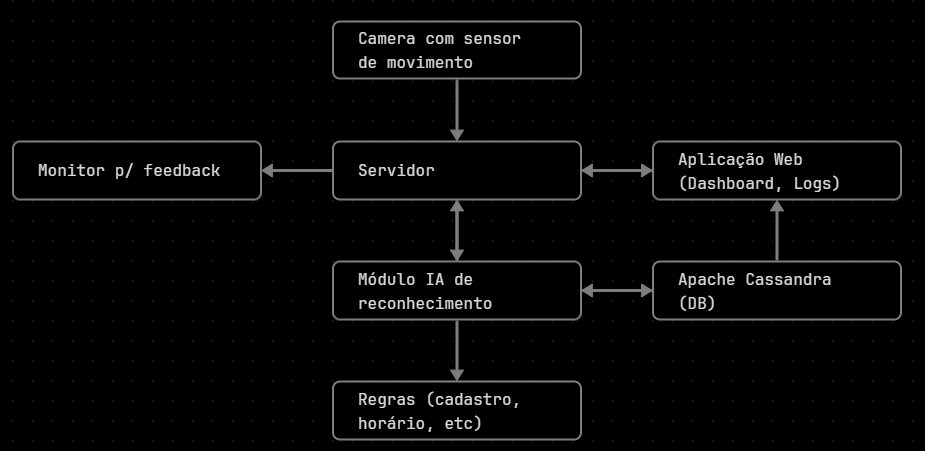 Camera com sensor
de movimento
Monitor p/ feedback
Servidor
Aplicação Web
(Dashboard, Logs)
Módulo IA de
reconhecimento
Apache Cassandra
(DB)
Regras (cadastro,
horário, etc)